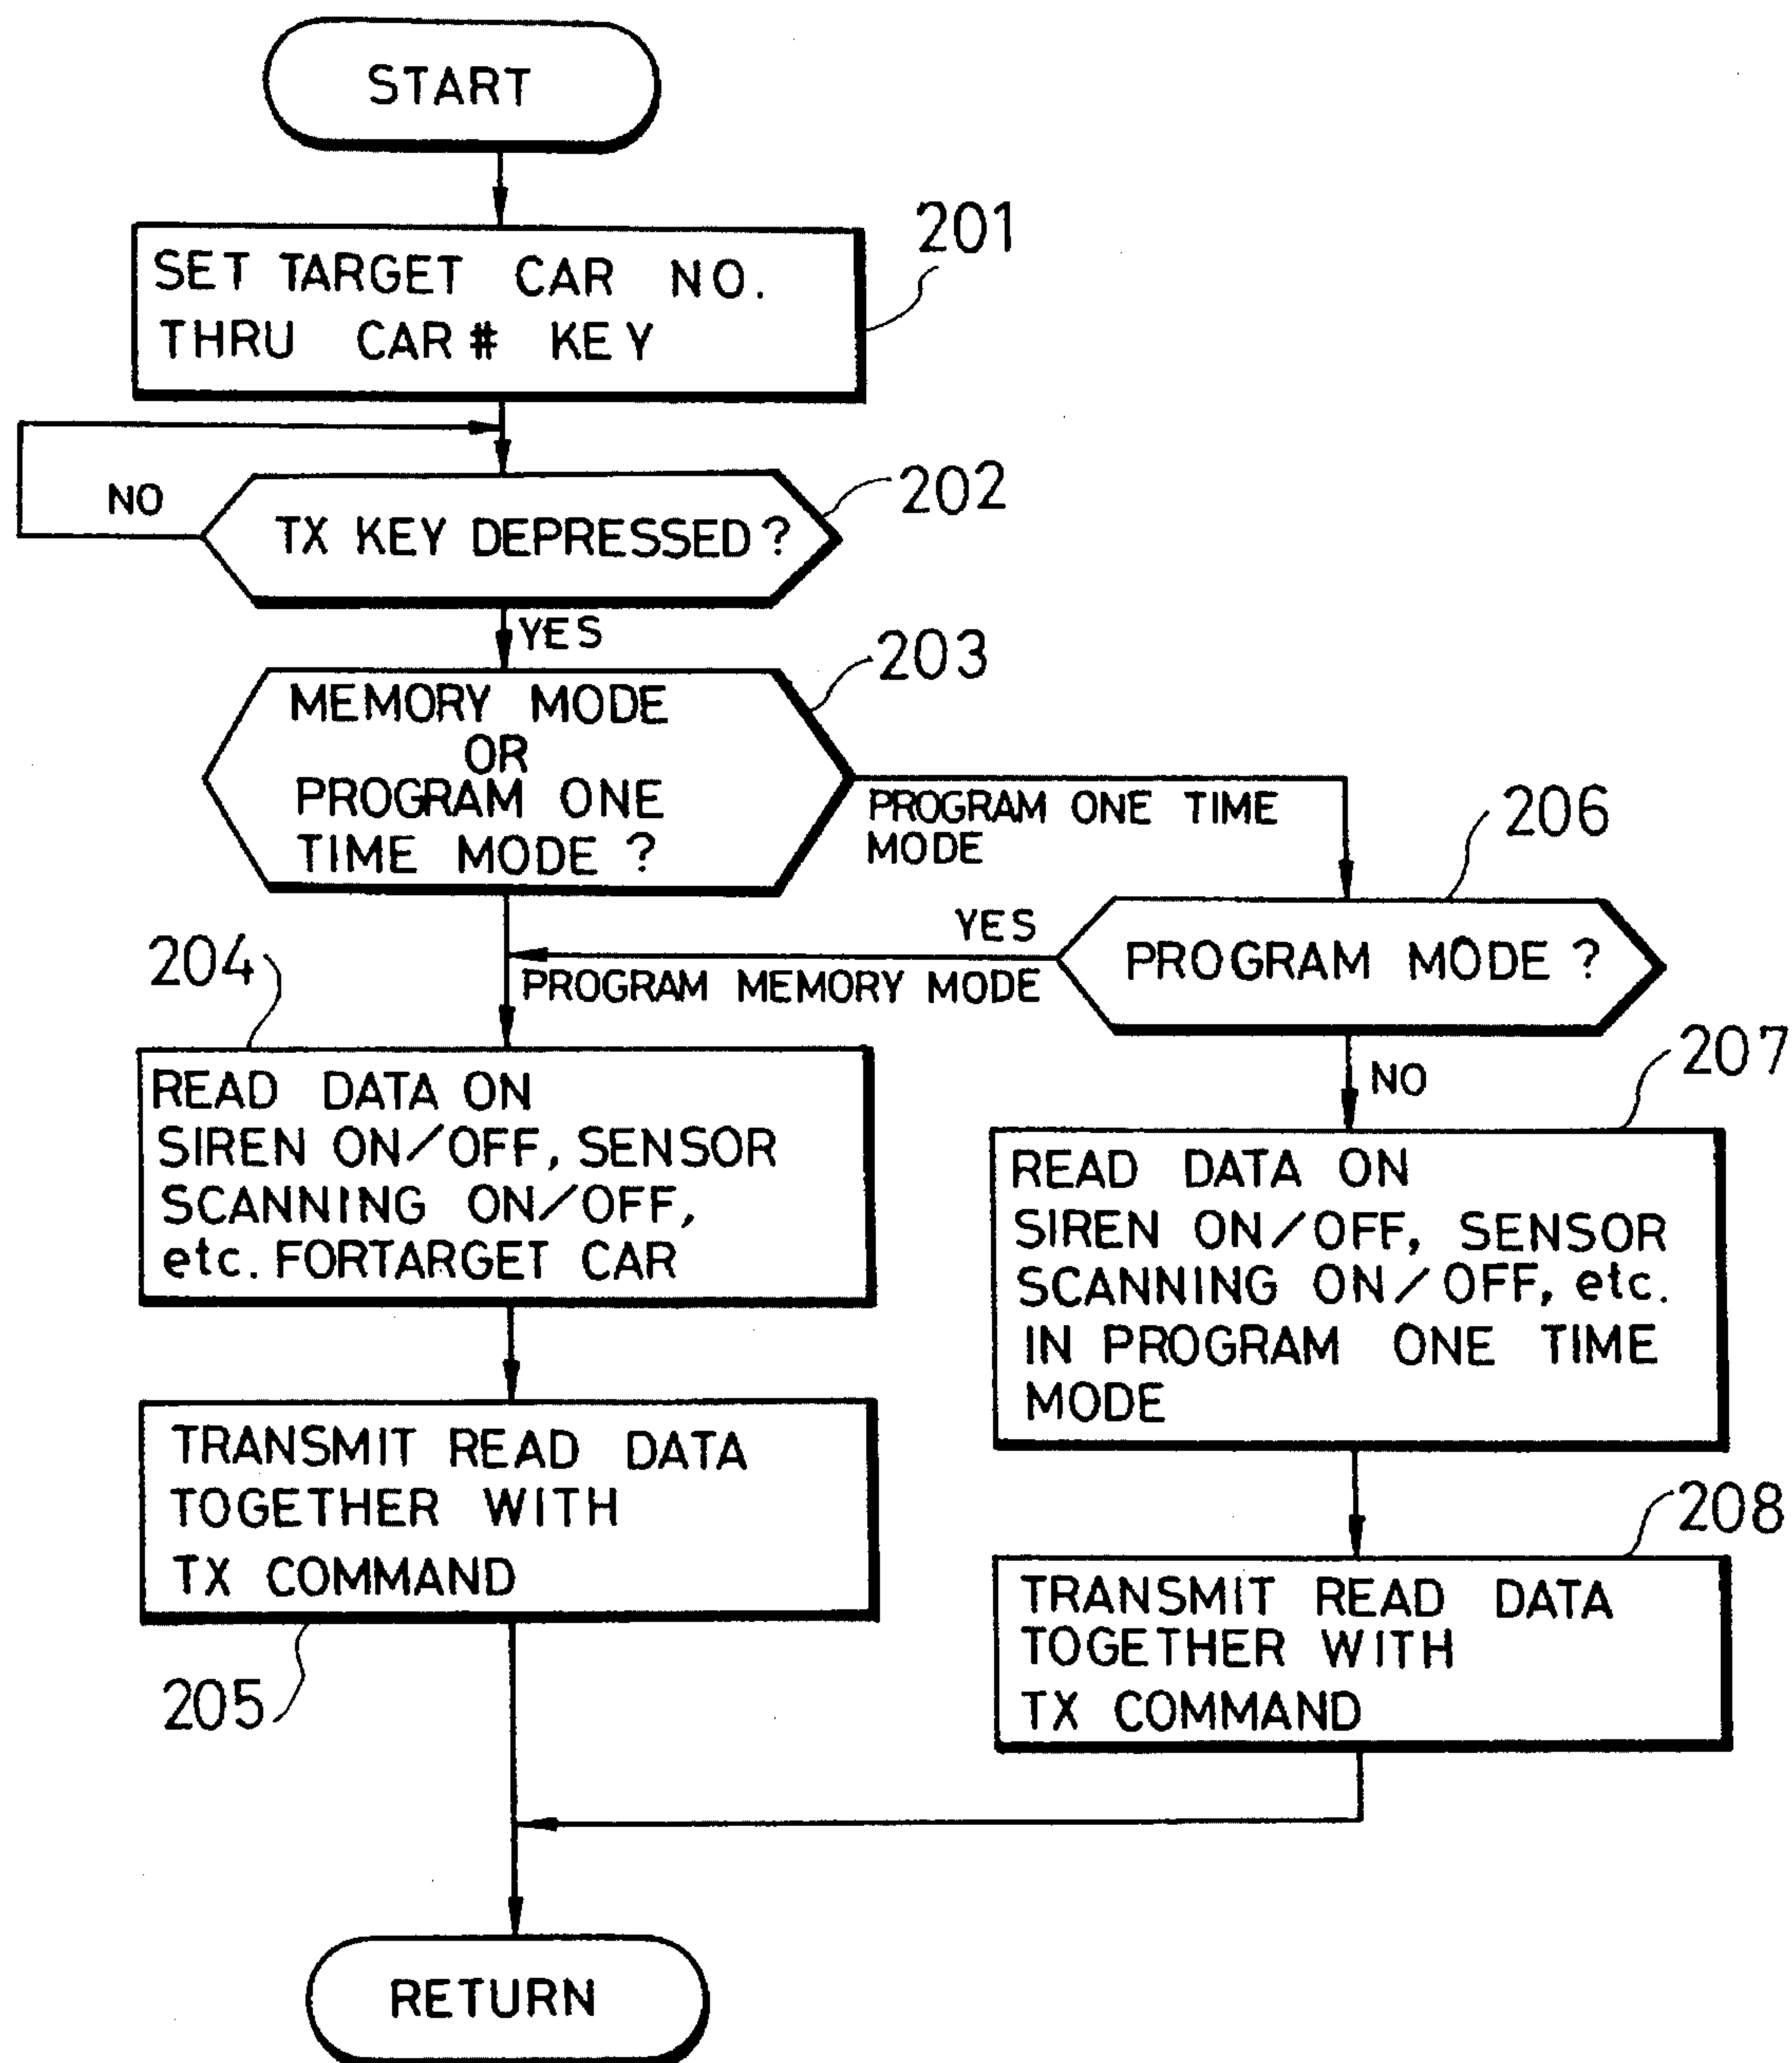 START
201
SET TARGET CAR NO.
THRU CAR # KEY
NO
202
TX KEY DEPRESSED ?
YES
203
MEMORY MODE
OR
PROGRAM ONE
TIME MODE ?
PROGRAM ONE TIME
MODE
206
YES
PROGRAM MODE ?
PROGRAM MEMORY MODE
204
READ DATA ON
SIREN ON/OFF, SENSOR
SCANNING ON/OFF,
etc. FORTARGET CAR
NO
207
READ DATA ON
SIREN ON/OFF, SENSOR
SCANNING ON/OFF, etc.
IN PROGRAM ONE TIME
MODE
TRANSMIT READ DATA
TOGETHER WITH
TX COMMAND
205
208
TRANSMIT READ DATA
TOGETHER WITH
TX COMMAND
RETURN